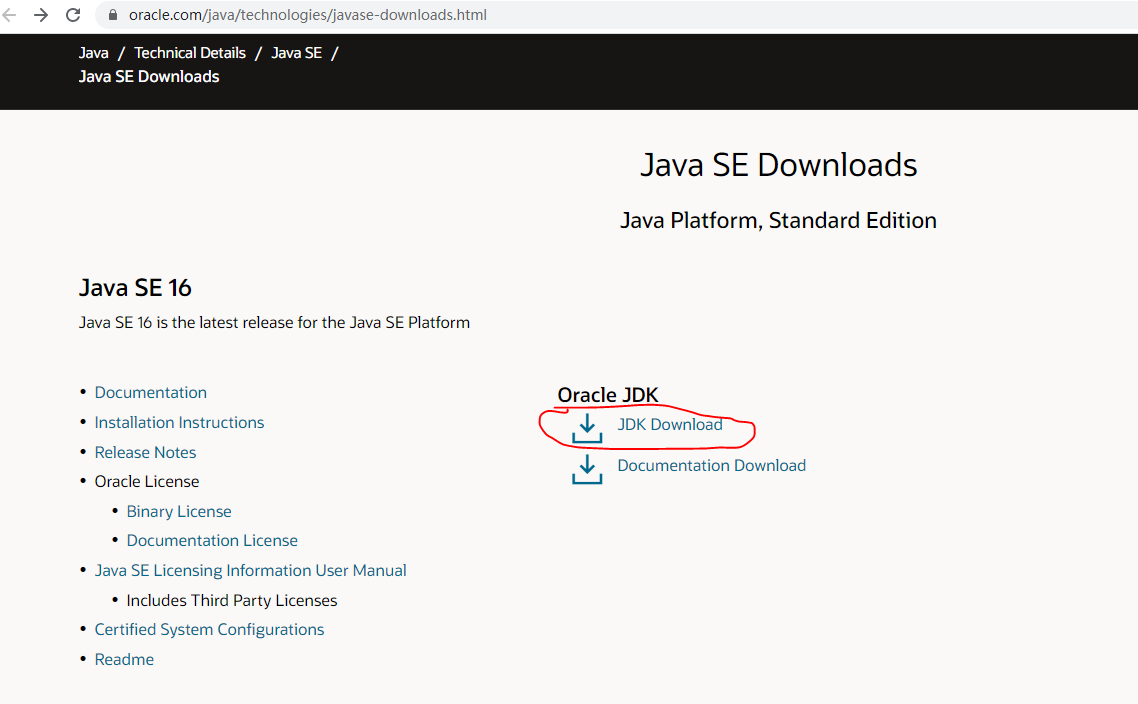 oracle.com/java/technologies/javase-downloads.html
Java / Technical Details / Java SE /
Java SE Downloads
Java SE Downloads
Java Platform, Standard Edition
Java SE 16
Java SE 16 is the latest release for the Java SE Platform
• Documentation
• Installation Instructions
• Release Notes
• Oracle License
• Binary License
• Documentation License
• Java SE Licensing Information User Manual
• Includes Third Party Licenses
• Certified System Configurations
• Readme
Oracle JDK
JDK Download
Documentation Download